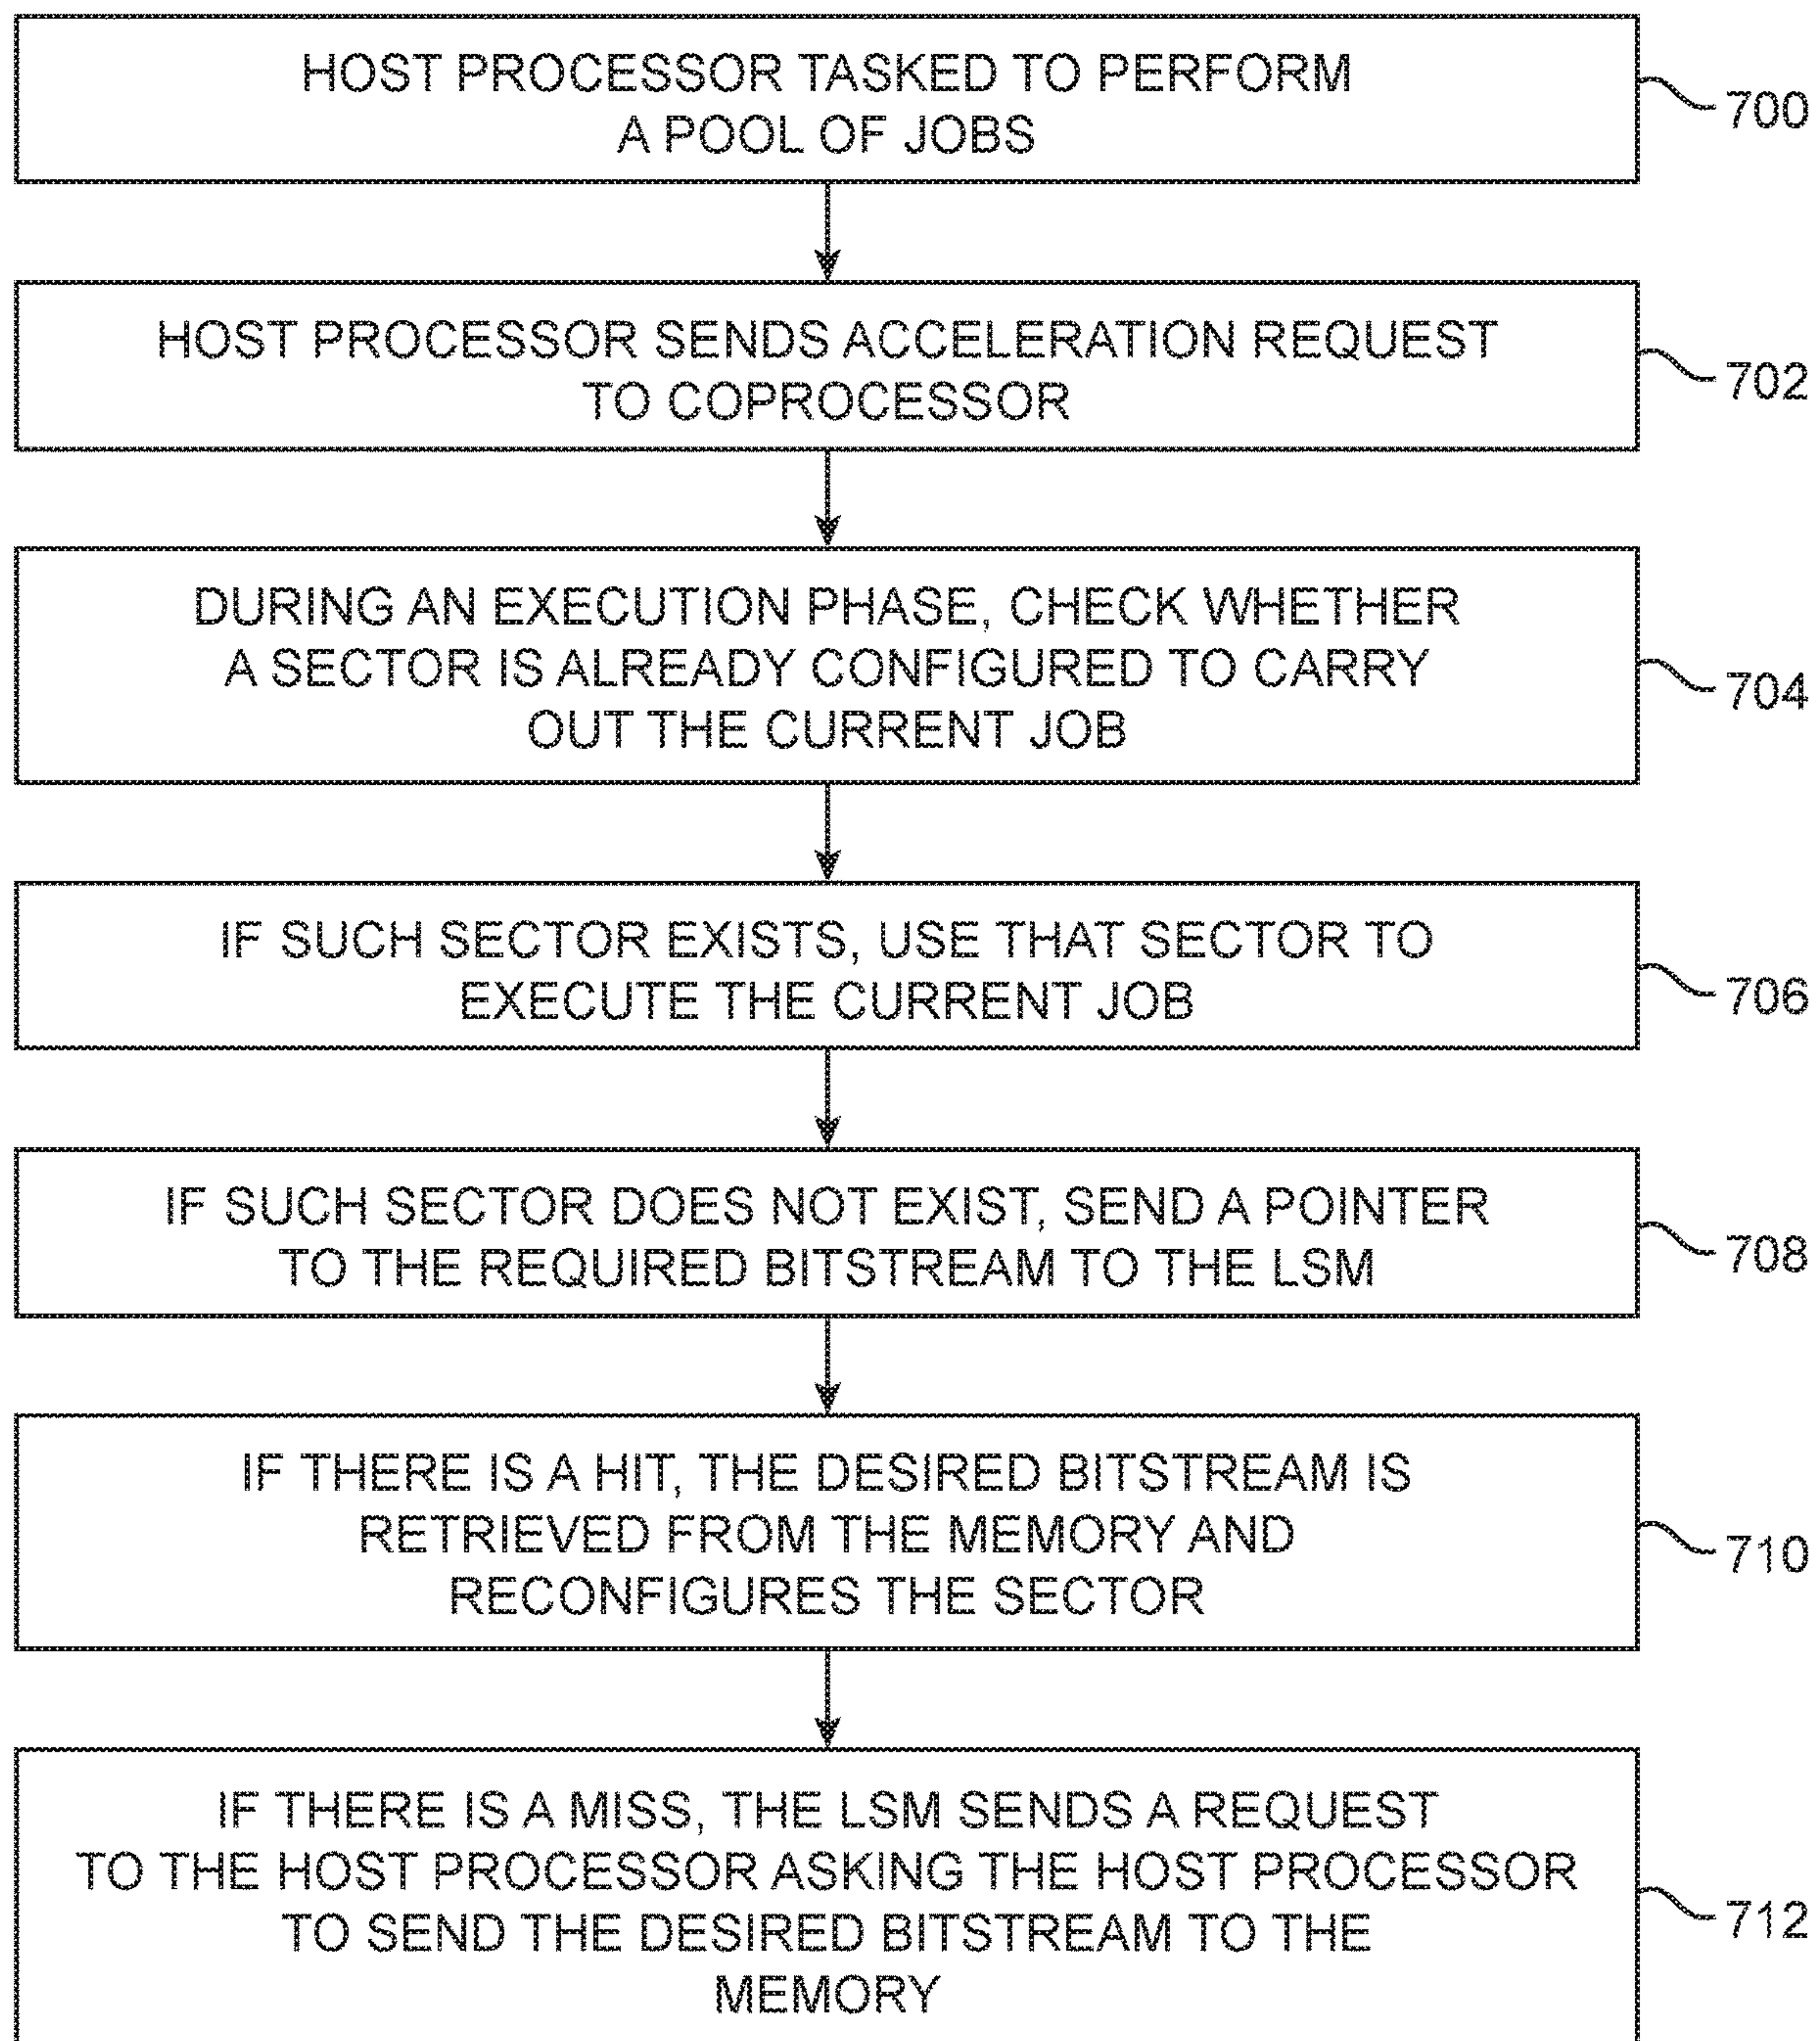 HOST PROCESSOR TASKED TO PERFORM
A POOL OF JOBS
700
HOST PROCESSOR SENDS ACCELERATION REQUEST
TO COPROCESSOR
702
DURING AN EXECUTION PHASE, CHECK WHETHER
A SECTOR IS ALREADY CONFIGURED TO CARRY
OUT THE CURRENT JOB
704
IF SUCH SECTOR EXISTS, USE THAT SECTOR TO
EXECUTE THE CURRENT JOB
706
IF SUCH SECTOR DOES NOT EXIST, SEND A POINTER
TO THE REQUIRED BITSTREAM TO THE LSM
708
IF THERE IS A HIT, THE DESIRED BITSTREAM IS
RETRIEVED FROM THE MEMORY AND
RECONFIGURES THE SECTOR
710
IF THERE IS A MISS, THE LSM SENDS A REQUEST
TO THE HOST PROCESSOR ASKING THE HOST PROCESSOR
TO SEND THE DESIRED BITSTREAM TO THE
MEMORY
712